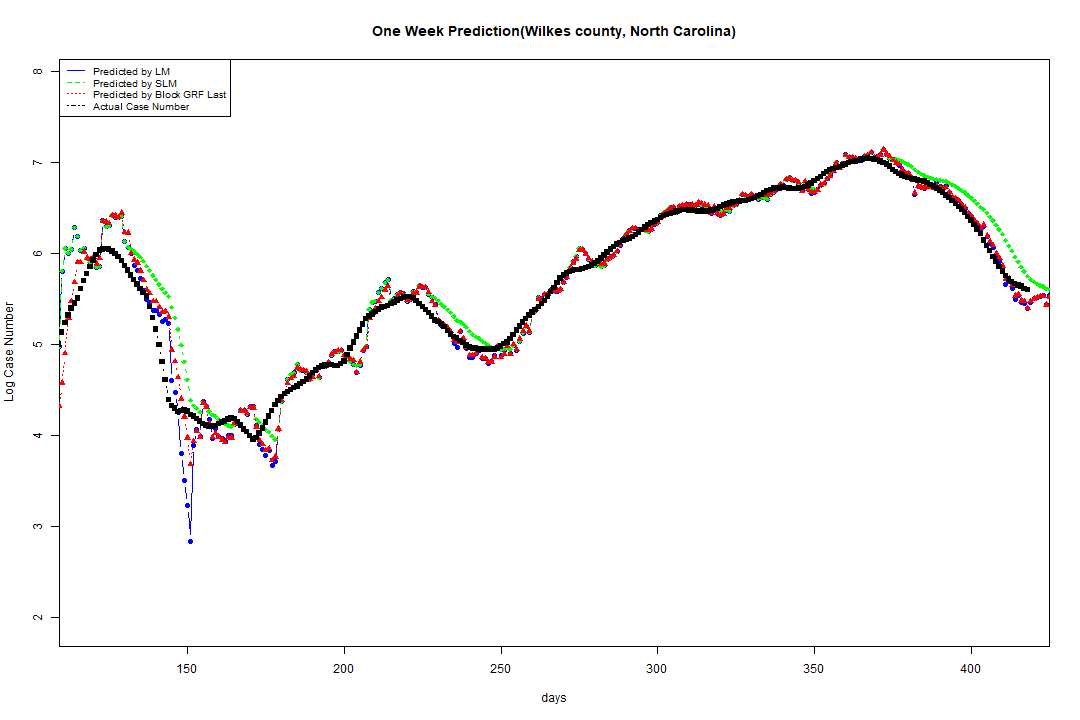 One Week Prediction(Wilkes county, North Carolina)
Predicted by LM
Predicted by SLM
Predicted by Block GRF Last
Actual Case Number
8
7
6
5
4
3
2
Log Case Number
150
200
250
300
350
400
days